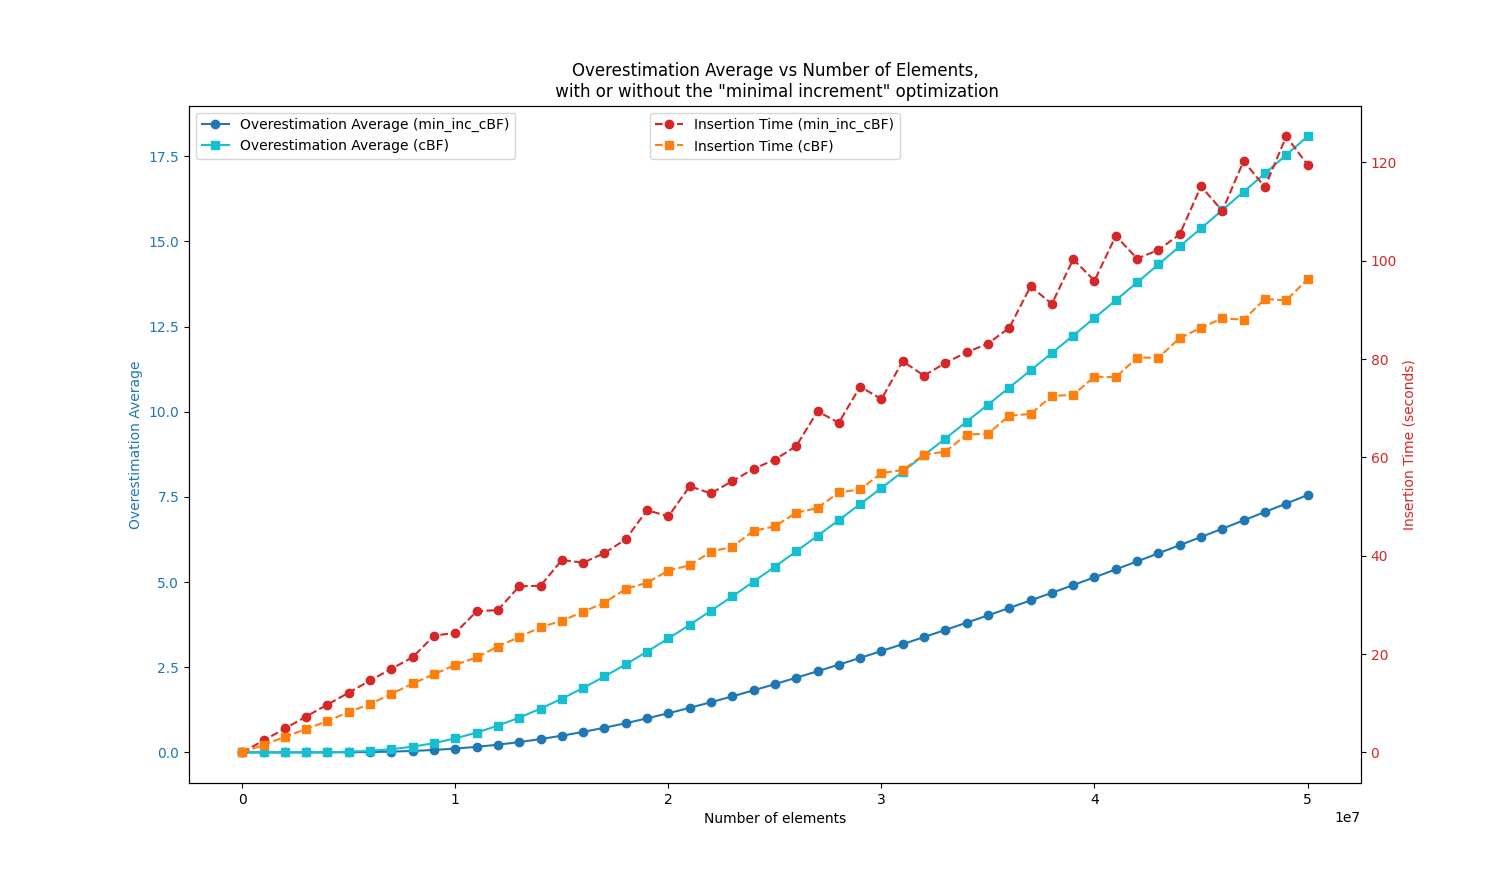 Overestimation Average vs Number of Elements,
with or without the "minimal increment" optimization
Overestimation Average (min_inc_cBF)
Overestimation Average (cBF)
Insertion Time (min_inc_cBF)
Insertion Time (cBF)
Overestimation Average
17.5
15.0
12.5
10.0
7.5
5.0
2.5
0.0
Insertion Time (seconds)
120
100
80
60
40
20
0
0 1 2 3 4 5
1e7
Number of elements